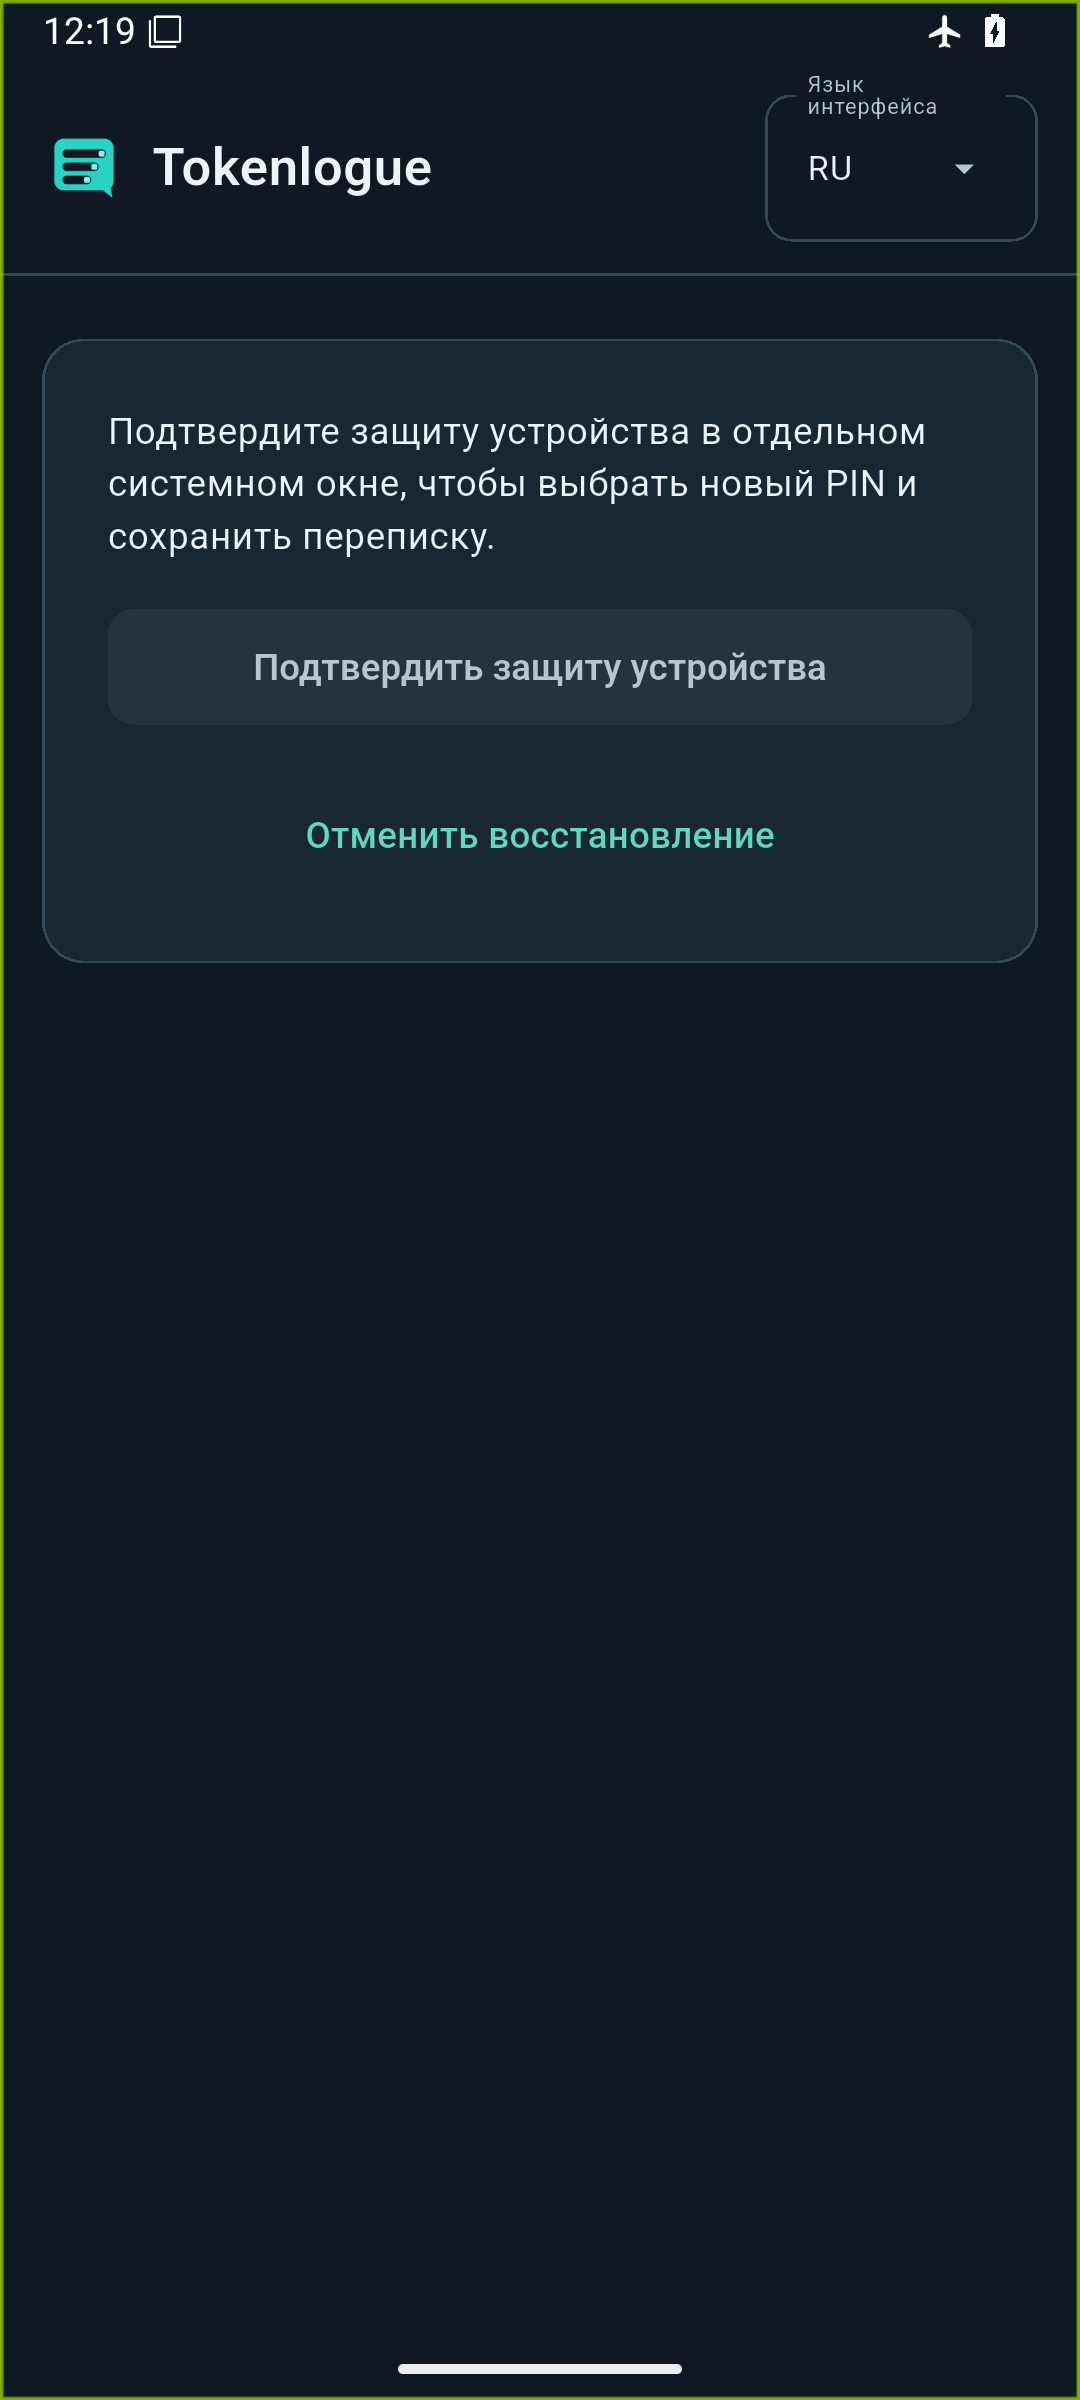 12:19
Язык
интерфейса
Tokenlogue
RU
Подтвердите защиту устройства в отдельном
системном окне, чтобы выбрать новый PIN и
сохранить переписку.
Подтвердить защиту устройства
Отменить восстановление